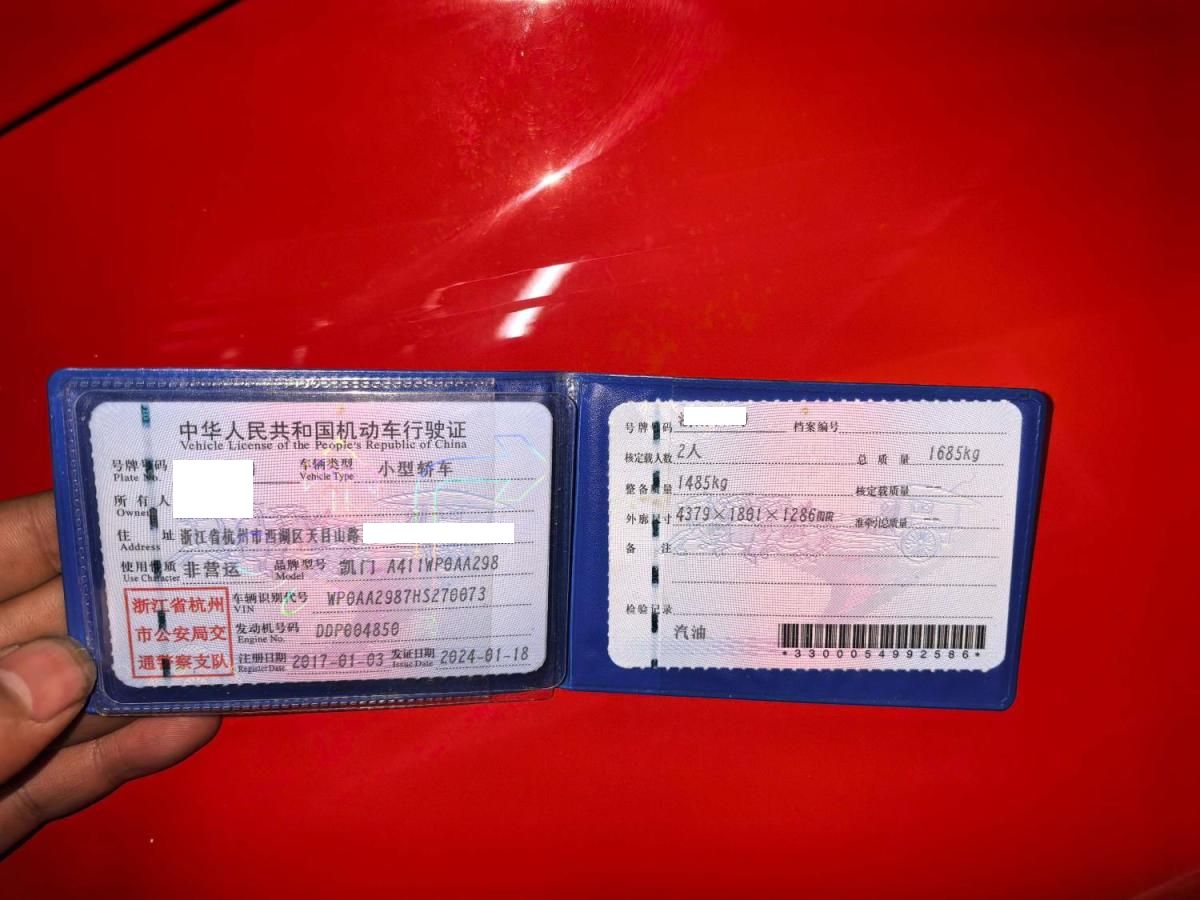 中华人民共和国机动车行驶证
Vehicle License of the People's Republic of China
号牌号码
Plate No.
车辆类型 小型轿车
Vehicle Type
所有人
Owner
住址 浙江省杭州市西湖区天目山路
Address
使用性质 非营运 品牌型号 凯门 A411WP0AA298
Use Character Model
浙江省杭州
市公安局交
通警察支队
车辆识别代号 WP0AA2987HS270073
VIN
发动机号码 DDP004850
Engine No.
注册日期 2017-01-03 发证日期 2024-01-18
Register Date Issue Date
号牌号码 档案编号
核定载人数 2人 总质量 1685kg
整备质量 1485kg 核定载质量 --
外廓尺寸 4379×1801×1286mm 准牵引总质量 --
备注
检验记录
汽油
*3300054992586*